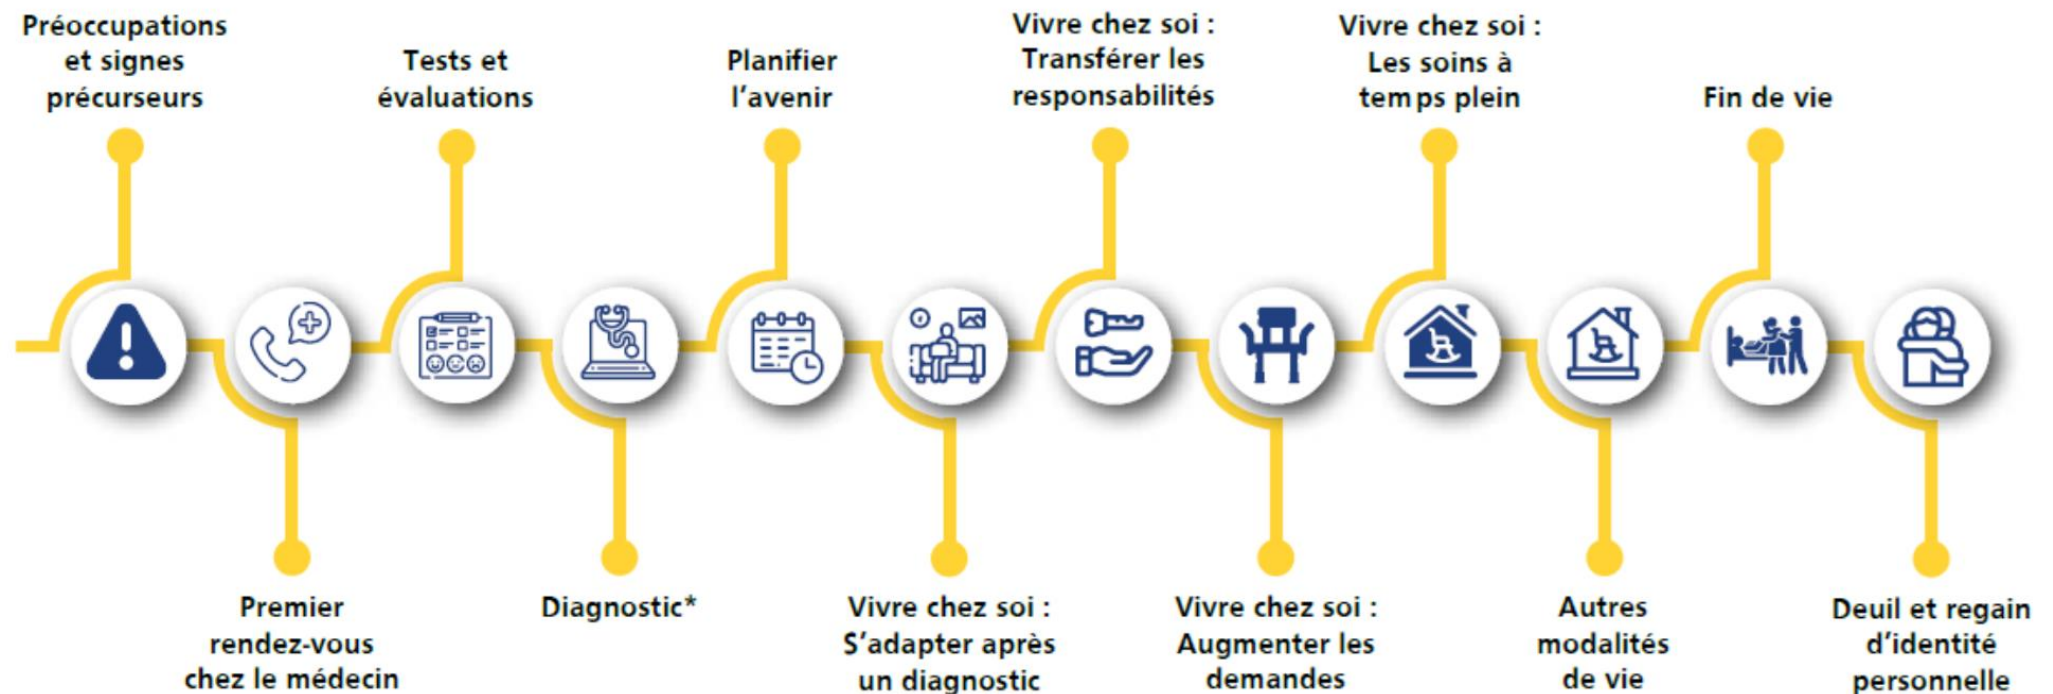 Préoccupations
et signes
précurseurs
Premier
rendez-vous
chez le médecin
Tests et
évaluations
Diagnostic*
Planifier
l'avenir
Vivre chez soi :
S'adapter après
un diagnostic
Vivre chez soi :
Transférer les
responsabilités
Vivre chez soi :
Augmenter les
demandes
Vivre chez soi :
Les soins à
temps plein
Autres
modalités
de vie
Fin de vie
Deuil et regain
d'identité
personnelle